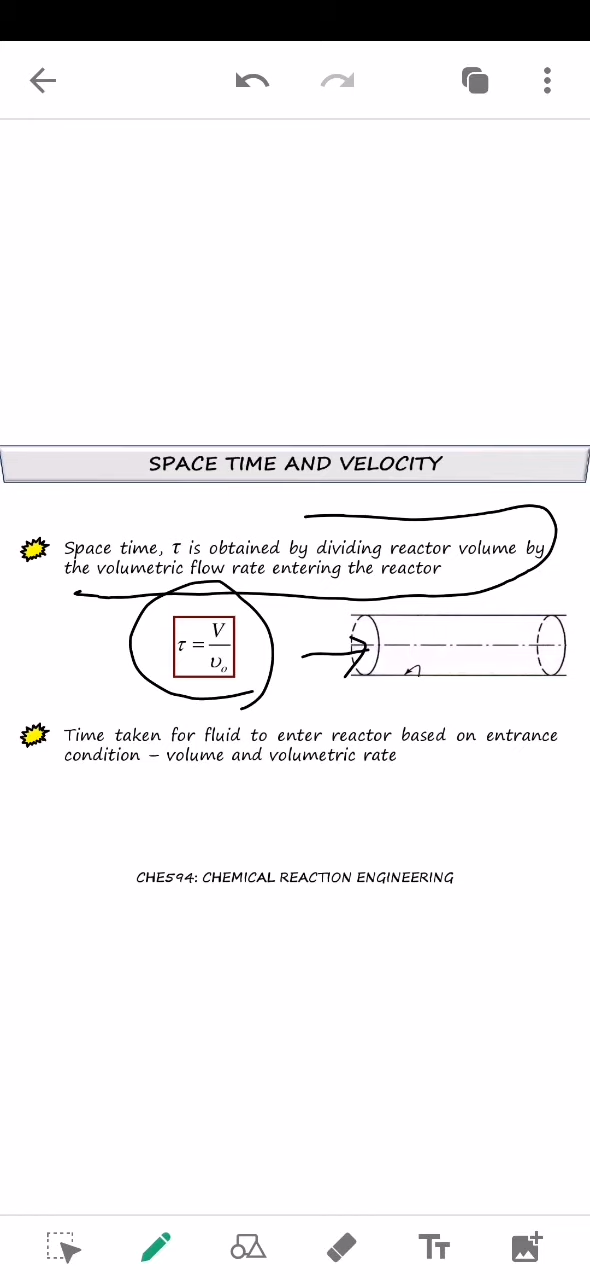 SPACE TIME AND VELOCITY
Space time, τ is obtained by dividing reactor volume by
the volumetric flow rate entering the reactor
τ = V / υₒ
Time taken for fluid to enter reactor based on entrance
condition – volume and volumetric rate
CHE594: CHEMICAL REACTION ENGINEERING
TT